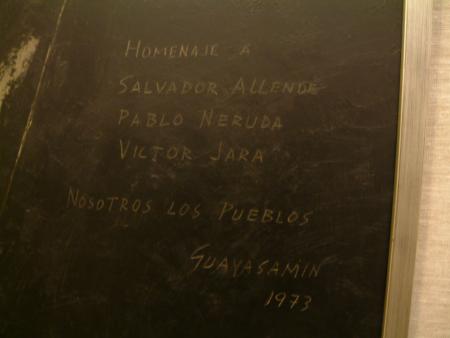 HOMENAJE A
SALVADOR ALLENDE
PABLO NERUDA
VICTOR JARA
NOSOTROS LOS PUEBLOS
GUAYASAMIN
1973